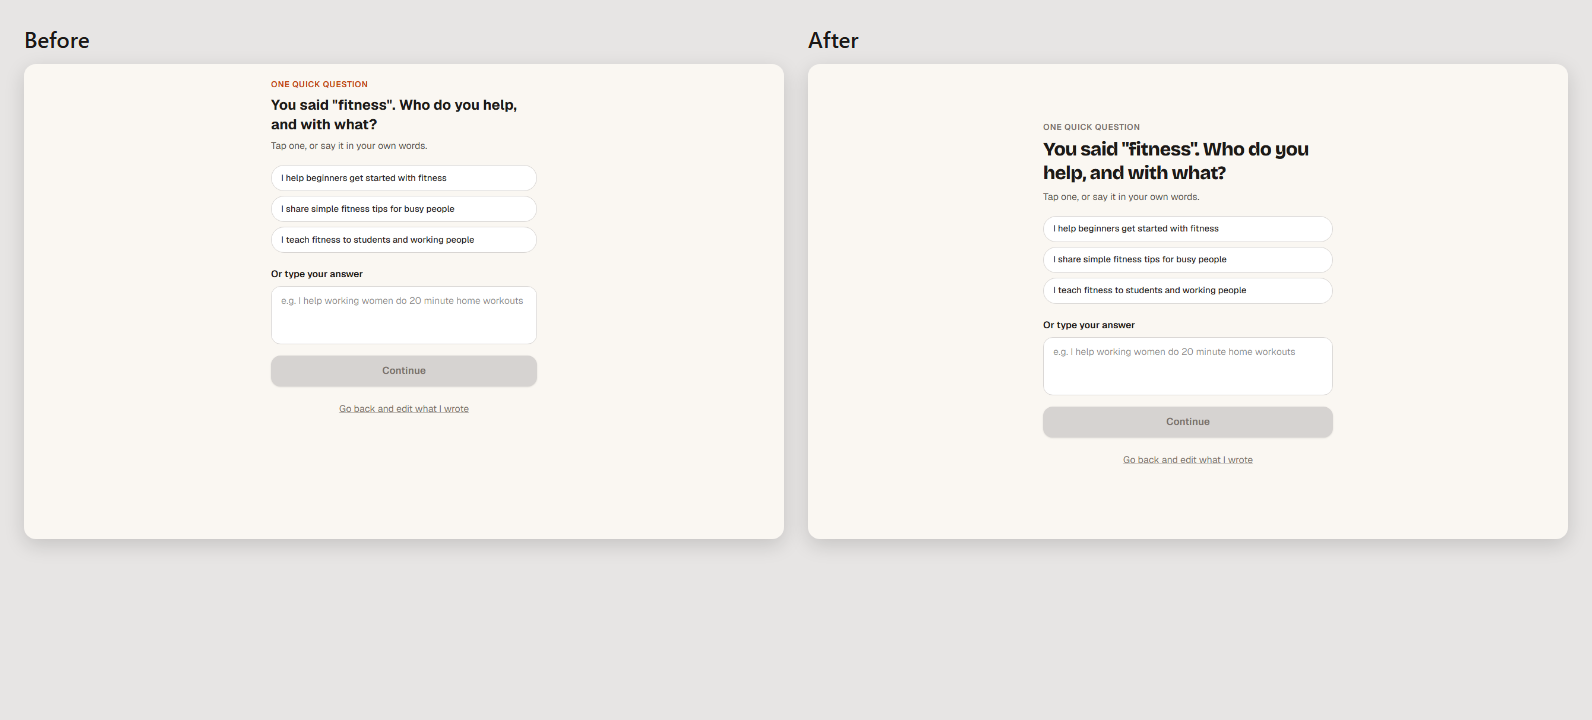 Before
ONE QUICK QUESTION
You said "fitness". Who do you help,
and with what?
Tap one, or say it in your own words.
I help beginners get started with fitness
I share simple fitness tips for busy people
I teach fitness to students and working people
Or type your answer
e.g. I help working women do 20 minute home workouts
Continue
Go back and edit what I wrote
After
ONE QUICK QUESTION
You said "fitness". Who do you
help, and with what?
Tap one, or say it in your own words.
I help beginners get started with fitness
I share simple fitness tips for busy people
I teach fitness to students and working people
Or type your answer
e.g. I help working women do 20 minute home workouts
Continue
Go back and edit what I wrote